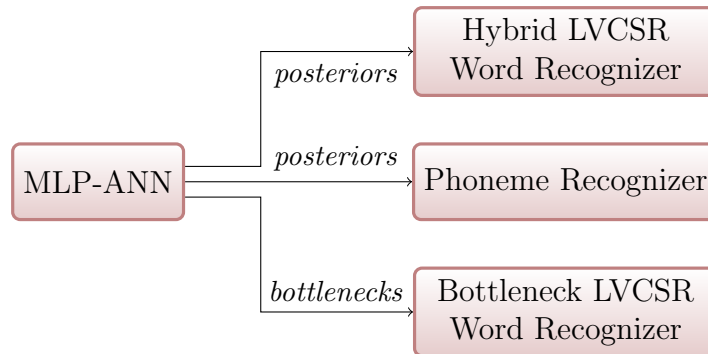 Hybrid LVCSR
Word Recognizer
posteriors
posteriors
MLP-ANN
Phoneme Recognizer
bottlenecks
Bottleneck LVCSR
Word Recognizer